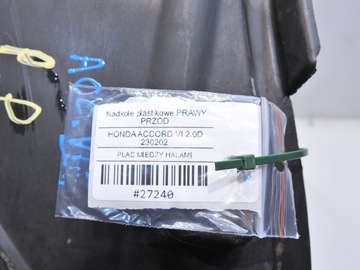 Nadkole plastikowe PRAWY
PRZOD
HONDA ACCORD VI 2.0D
230202
PLAC MIEDZY HALAMI
#27240